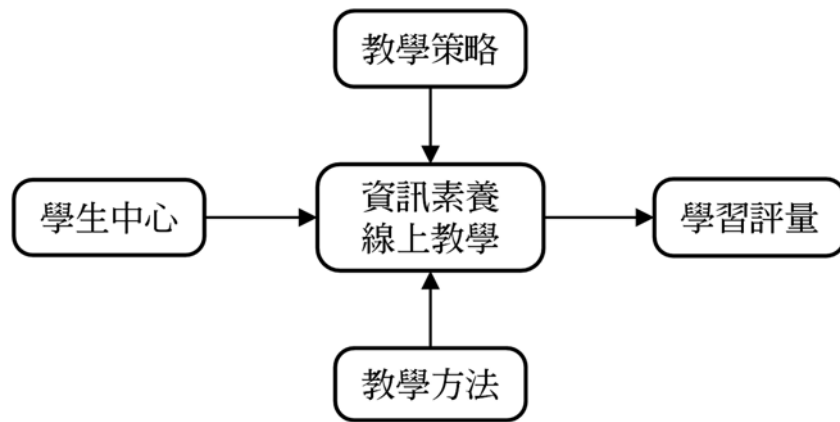 教學策略
學生中心
資訊素養
線上教學
學習評量
教學方法